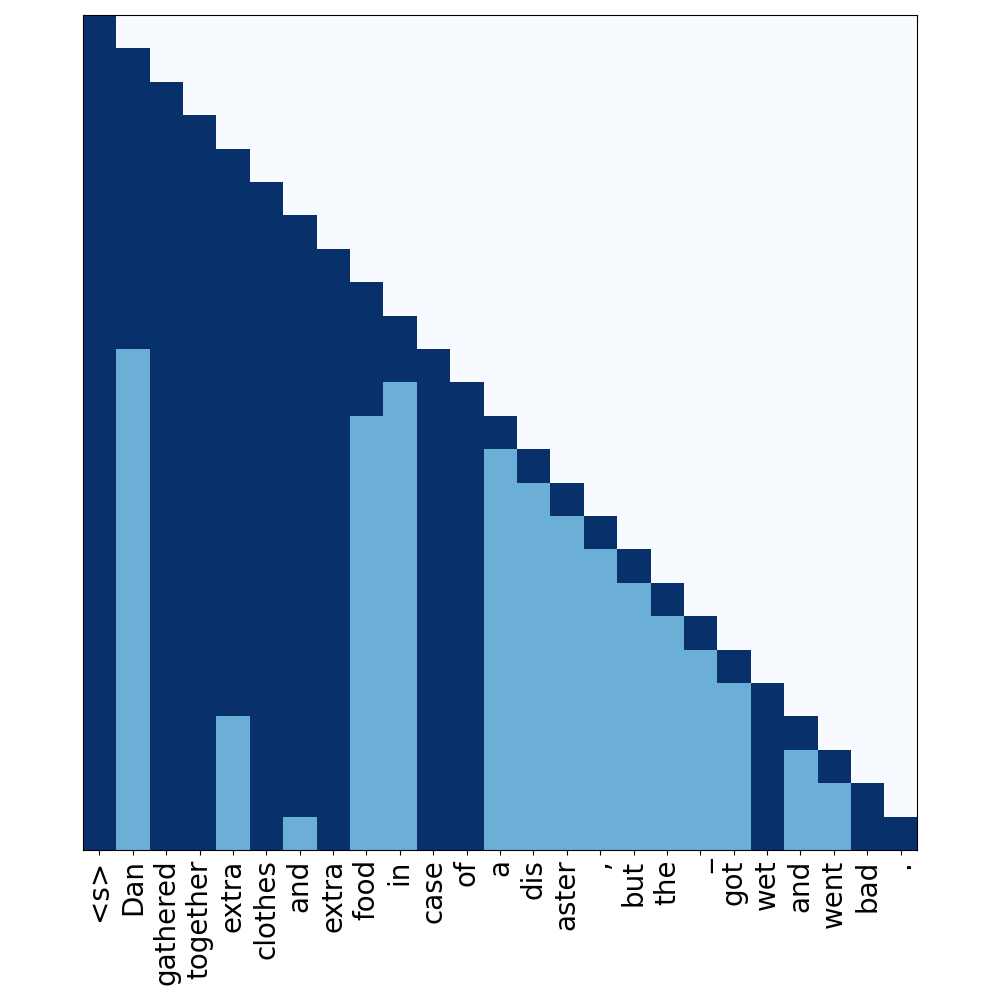 <s> Dan gathered together extra clothes and extra food in case of a dis aster , but the _ got wet and went bad .